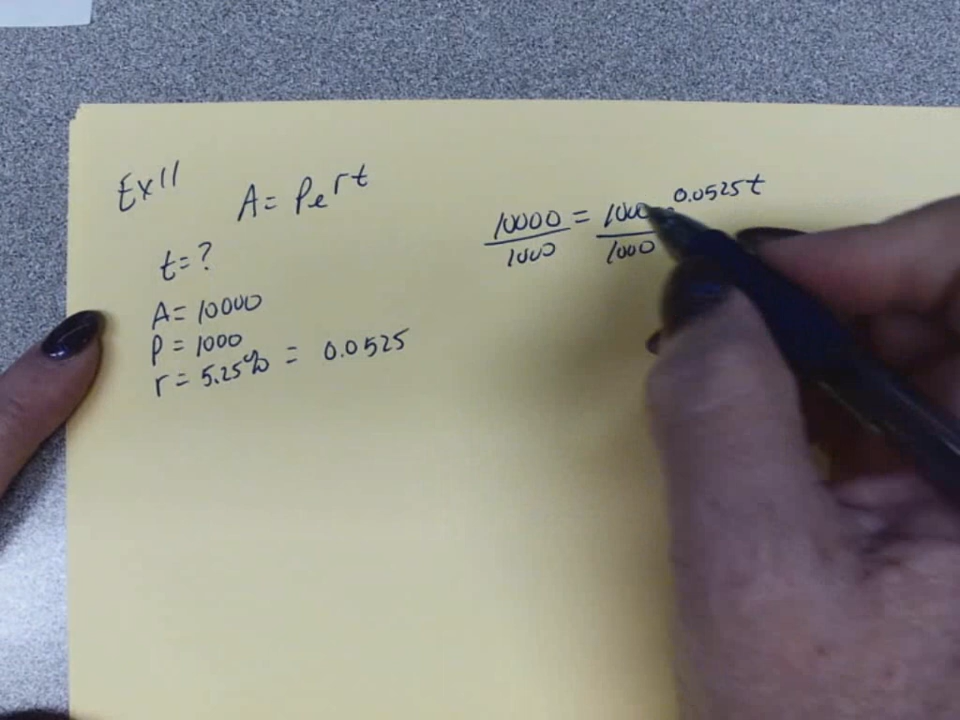 Ex 11
A = Pe^rt
t = ?
A = 10000
P = 1000
r = 5.25% = 0.0525
10000 = 1000 0.0525t
1000 1000